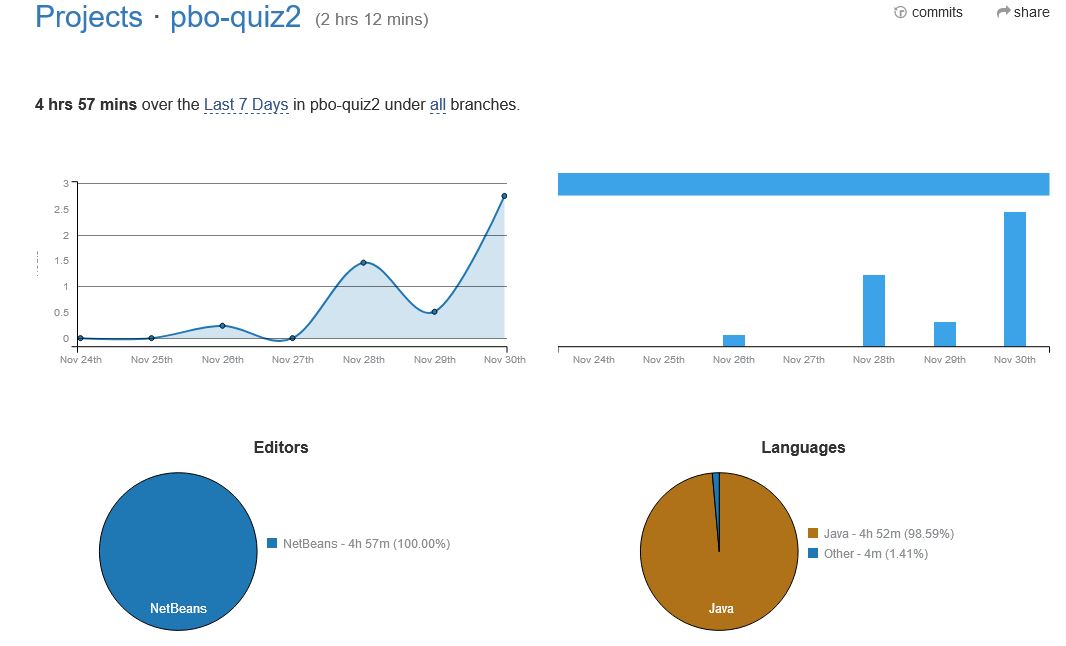 Projects · pbo-quiz2 (2 hrs 12 mins)
commits share
4 hrs 57 mins over the Last 7 Days in pbo-quiz2 under all branches.
3
2.5
2
1.5
1
0.5
0
Nov 24th Nov 25th Nov 26th Nov 27th Nov 28th Nov 29th Nov 30th
Nov 24th Nov 25th Nov 26th Nov 27th Nov 28th Nov 29th Nov 30th
Editors
NetBeans - 4h 57m (100.00%)
NetBeans
Languages
Java - 4h 52m (98.59%)
Other - 4m (1.41%)
Java